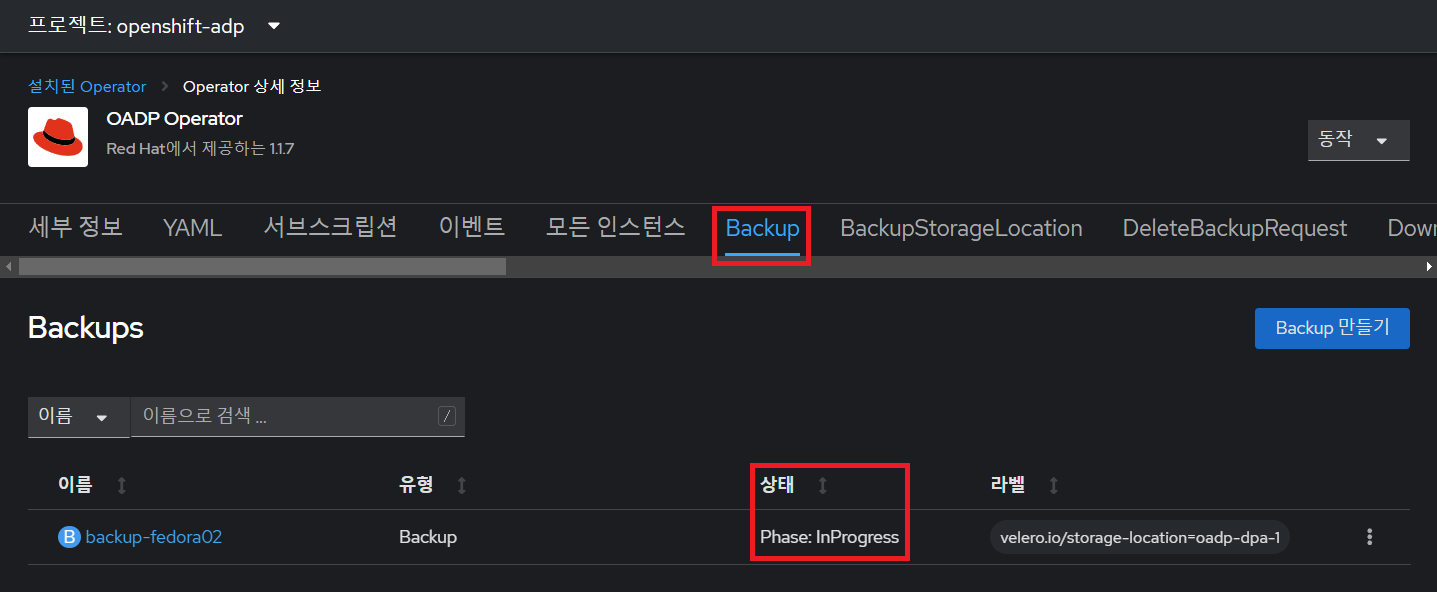 프로젝트: openshift-adp
설치된 Operator > Operator 상세 정보
OADP Operator
Red Hat에서 제공하는 1.1.7
동작
세부 정보 YAML 서브스크립션 이벤트 모든 인스턴스 Backup BackupStorageLocation DeleteBackupRequest Down
Backups
Backup 만들기
이름 이름으로 검색 ... /
이름 유형 상태 라벨
B backup-fedora02 Backup Phase: InProgress velero.io/storage-location=oadp-dpa-1